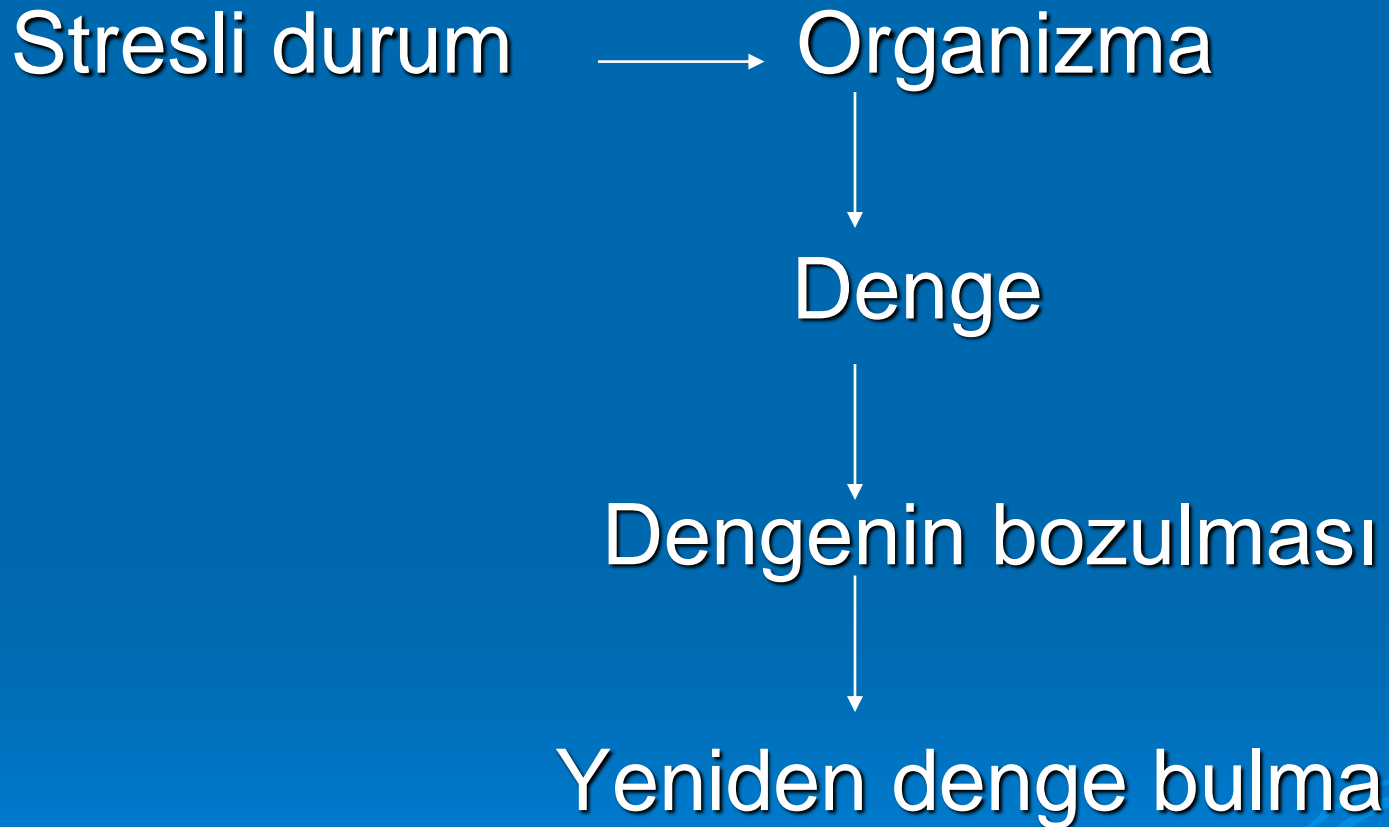 Stresli durum Organizma
Denge
Dengenin bozulması
Yeniden denge bulma